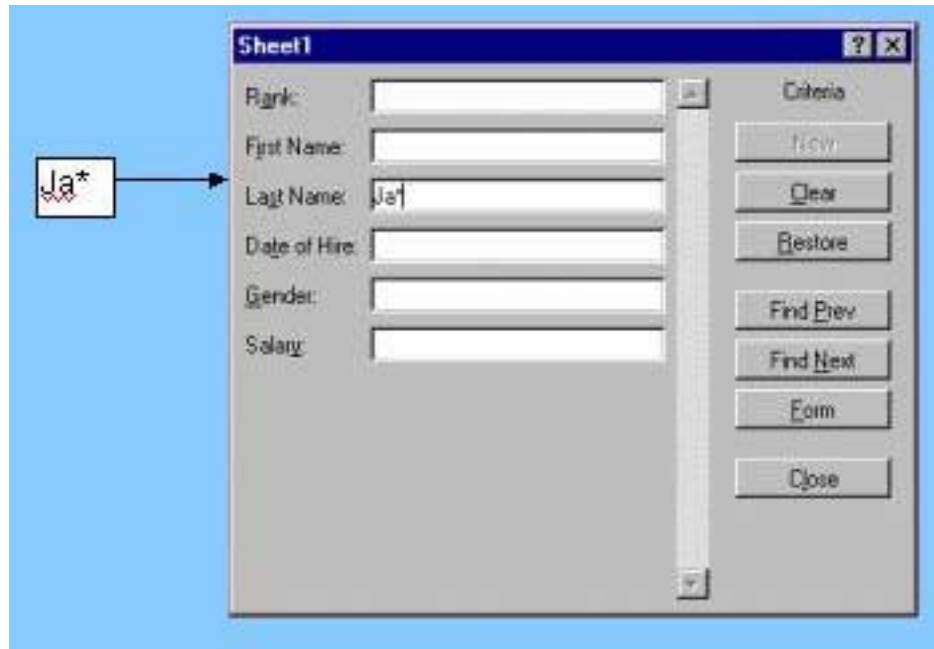 Sheet1
Rank:
Criteria
First Name:
New
Ja*
Last Name: Ja*
Clear
Date of Hire:
Restore
Gender:
Find Prev
Salary:
Find Next
Form
Close